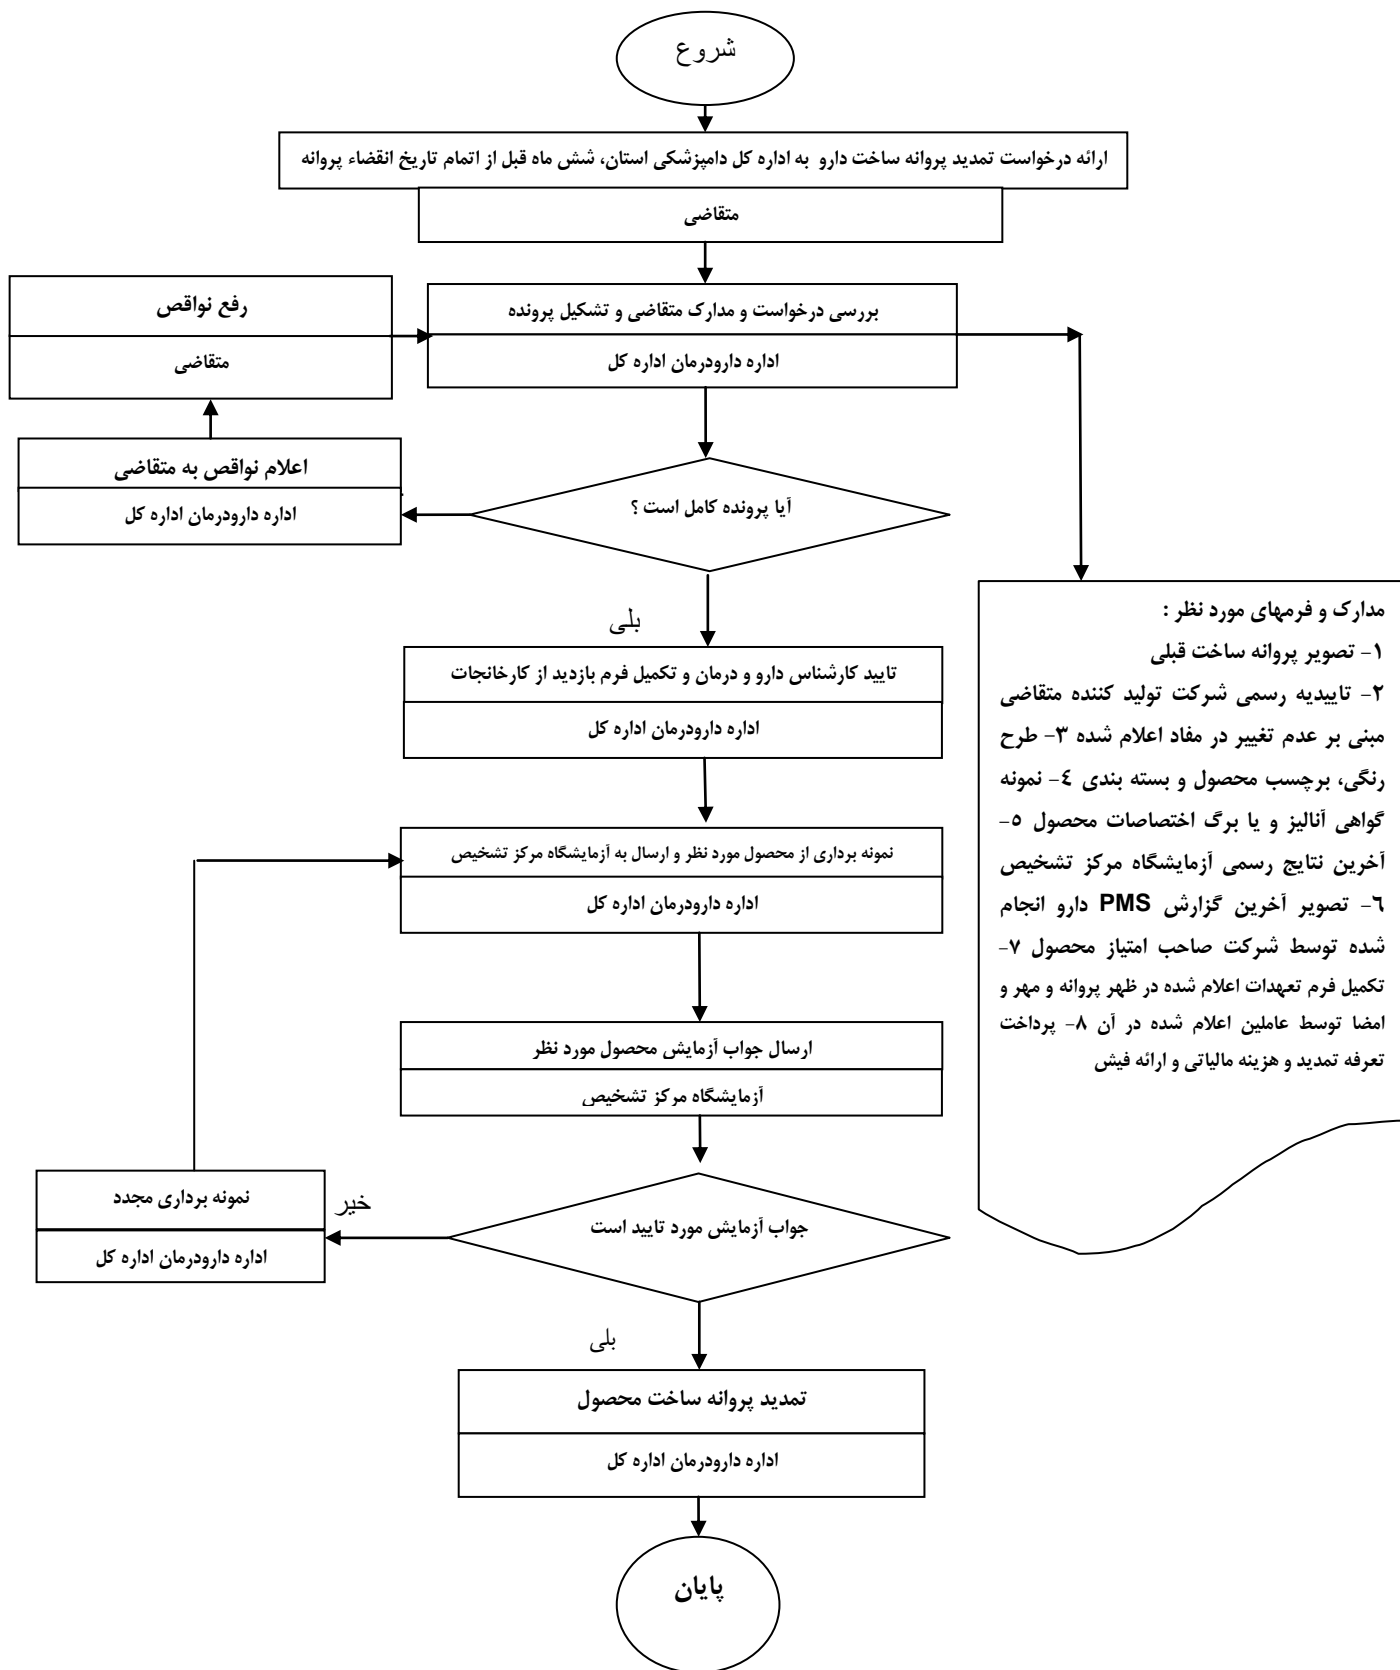 شروع
ارائه درخواست تمدید پروانه ساخت دارو به اداره کل دامپزشکی استان، شش ماه قبل از اتمام تاریخ انقضاء پروانه
متقاضی
بررسی درخواست و مدارک متقاضی و تشکیل پرونده
اداره دارودرمان اداره کل
رفع نواقص
متقاضی
اعلام نواقص به متقاضی
اداره دارودرمان اداره کل
آیا پرونده کامل است ؟
مدارک و فرمهای مورد نظر :
۱- تصویر پروانه ساخت قبلی
۲- تاییدیه رسمی شرکت تولید کننده متقاضی
مبنی بر عدم تغییر در مفاد اعلام شده ۳- طرح
رنگی، برچسب محصول و بسته بندی ٤- نمونه
گواهی آنالیز و یا برگ اختصاصات محصول ٥-
آخرین نتایج رسمی آزمایشگاه مرکز تشخیص
٦- تصویر آخرین گزارش PMS دارو انجام
شده توسط شرکت صاحب امتیاز محصول ۷-
تکمیل فرم تعهدات اعلام شده در ظهر پروانه و مهر و
امضا توسط عاملین اعلام شده در آن ۸- پرداخت
تعرفه تمدید و هزینه مالیاتی و ارائه فیش
بلی
تایید کارشناس دارو و درمان و تکمیل فرم بازدید از کارخانجات
اداره دارودرمان اداره کل
نمونه برداری از محصول مورد نظر و ارسال به آزمایشگاه مرکز تشخیص
اداره دارودرمان اداره کل
ارسال جواب آزمایش محصول مورد نظر
آزمایشگاه مرکز تشخیص
جواب آزمایش مورد تایید است
خیر
نمونه برداری مجدد
اداره دارودرمان اداره کل
بلی
تمدید پروانه ساخت محصول
اداره دارودرمان اداره کل
پایان